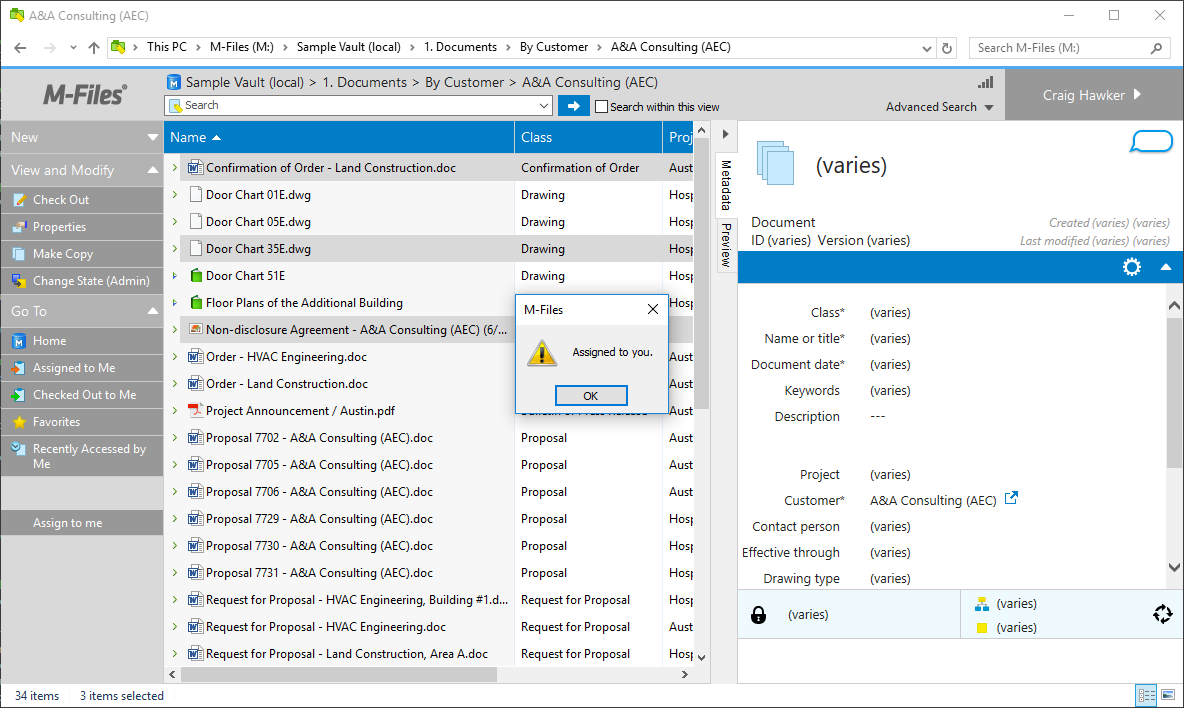 A&A Consulting (AEC)
This PC > M-Files (M:) > Sample Vault (local) > 1. Documents > By Customer > A&A Consulting (AEC)
Search M-Files (M:)
M-Files®
Sample Vault (local) > 1. Documents > By Customer > A&A Consulting (AEC)
Search
Search within this view
Advanced Search
Craig Hawker
New
View and Modify
Check Out
Properties
Make Copy
Change State (Admin)
Go To
Home
Assigned to Me
Checked Out to Me
Favorites
Recently Accessed by
Me
Assign to me
Name Class Proj
Confirmation of Order - Land Construction.doc Confirmation of Order Aust
Door Chart 01E.dwg Drawing Hosp
Door Chart 05E.dwg Drawing Hosp
Door Chart 35E.dwg Drawing Hosp
Door Chart 51E Drawing Hosp
Floor Plans of the Additional Building Hosp
Non-disclosure Agreement - A&A Consulting (AEC) (6/...
Order - HVAC Engineering.doc Aust
Order - Land Construction.doc Aust
Project Announcement / Austin.pdf Aust
Proposal 7702 - A&A Consulting (AEC).doc Proposal Aust
Proposal 7705 - A&A Consulting (AEC).doc Proposal Aust
Proposal 7706 - A&A Consulting (AEC).doc Proposal Aust
Proposal 7729 - A&A Consulting (AEC).doc Proposal Hosp
Proposal 7730 - A&A Consulting (AEC).doc Proposal Hosp
Proposal 7731 - A&A Consulting (AEC).doc Proposal Hosp
Request for Proposal - HVAC Engineering, Building #1.d... Request for Proposal Hosp
Request for Proposal - HVAC Engineering.doc Request for Proposal Aust
Request for Proposal - Land Construction, Area A.doc Request for Proposal Hosp
M-Files
Assigned to you.
OK
Metadata
Preview
(varies)
Document
ID (varies) Version (varies)
Created (varies) (varies)
Last modified (varies) (varies)
Class* (varies)
Name or title* (varies)
Document date* (varies)
Keywords (varies)
Description ---
Project (varies)
Customer* A&A Consulting (AEC)
Contact person (varies)
Effective through (varies)
Drawing type (varies)
(varies)
(varies)
(varies)
34 items 3 items selected